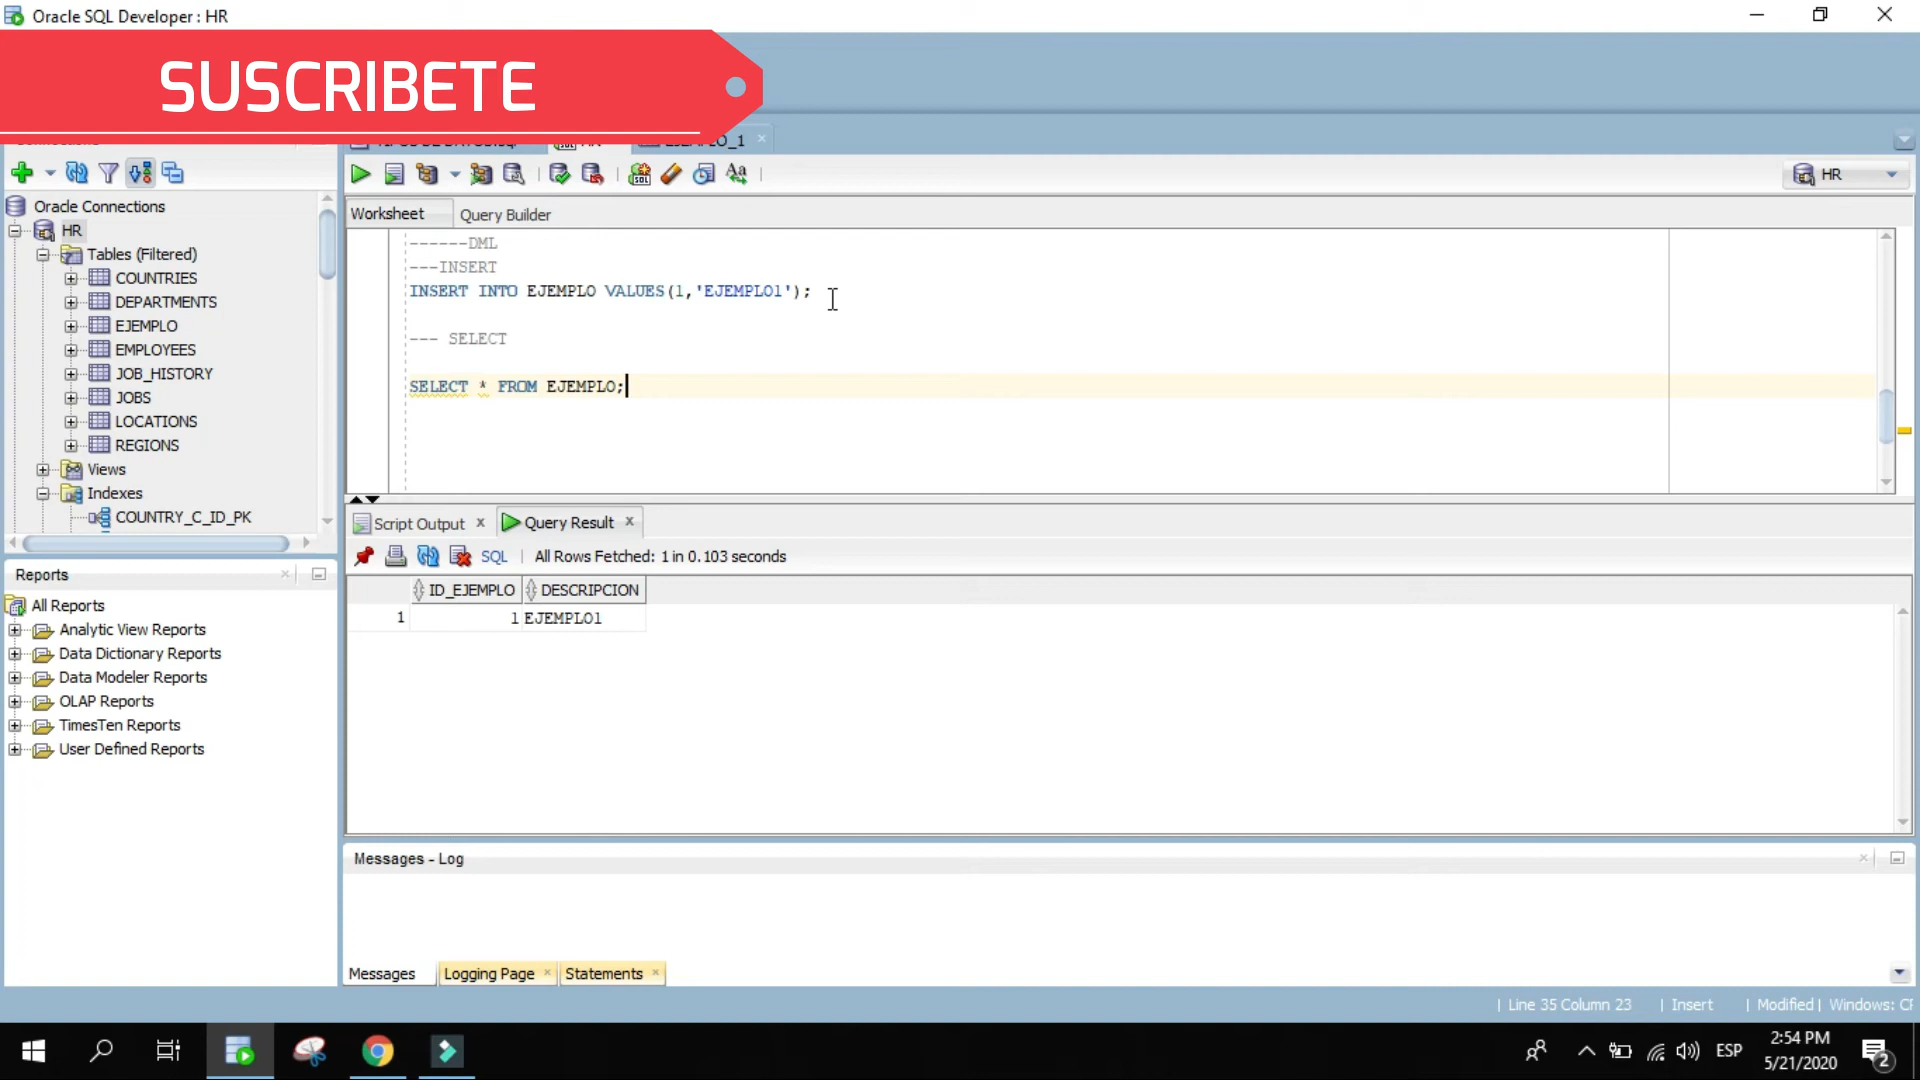 Oracle SQL Developer : HR
SUSCRIBETE
HR
Oracle Connections
HR
Tables (Filtered)
COUNTRIES
DEPARTMENTS
EJEMPLO
EMPLOYEES
JOB_HISTORY
JOBS
LOCATIONS
REGIONS
Views
Indexes
COUNTRY_C_ID_PK
Worksheet
Query Builder
------DML
---INSERT
INSERT INTO EJEMPLO VALUES(1,'EJEMPLO1');
--- SELECT
SELECT * FROM EJEMPLO;
Script Output
Query Result
SQL
All Rows Fetched: 1 in 0.103 seconds
ID_EJEMPLO DESCRIPCION
1 1 EJEMPLO1
Reports
All Reports
Analytic View Reports
Data Dictionary Reports
Data Modeler Reports
OLAP Reports
TimesTen Reports
User Defined Reports
Messages - Log
Messages
Logging Page
Statements
Line 35 Column 23 | Insert | Modified | Windows:
ESP
2:54 PM
5/21/2020
2